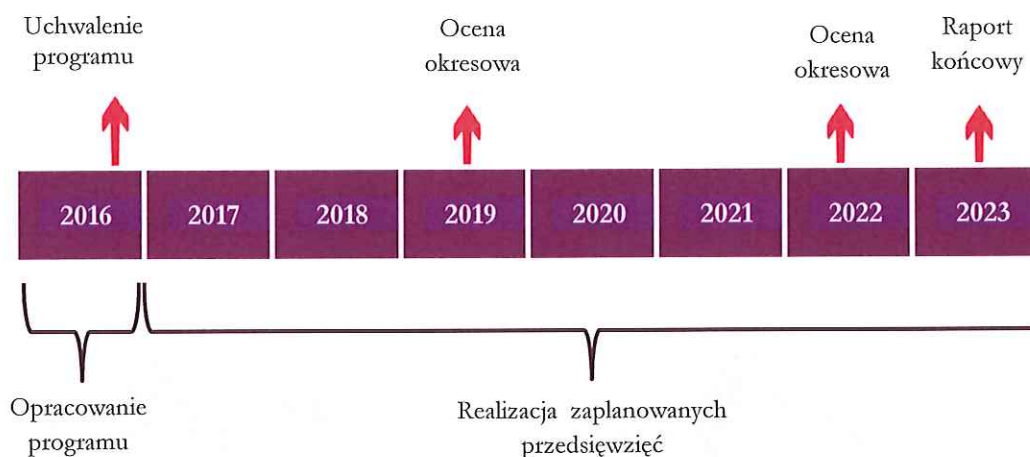 Uchwalenie
programu
Ocena
okresowa
Ocena
okresowa
Raport
końcowy
2016
2017
2018
2019
2020
2021
2022
2023
Opracowanie
programu
Realizacja zaplanowanych
przedsięwzięć